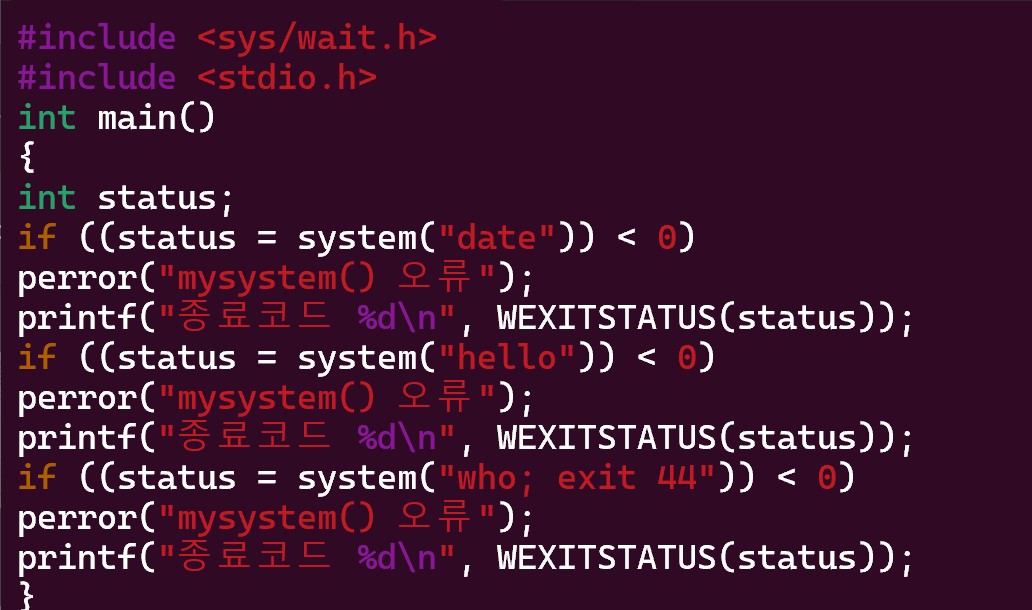 #include <sys/wait.h>
#include <stdio.h>
int main()
{
int status;
if ((status = system("date")) < 0)
perror("mysystem() 오류");
printf("종료코드 %d\n", WEXITSTATUS(status));
if ((status = system("hello")) < 0)
perror("mysystem() 오류");
printf("종료코드 %d\n", WEXITSTATUS(status));
if ((status = system("who; exit 44")) < 0)
perror("mysystem() 오류");
printf("종료코드 %d\n", WEXITSTATUS(status));
}